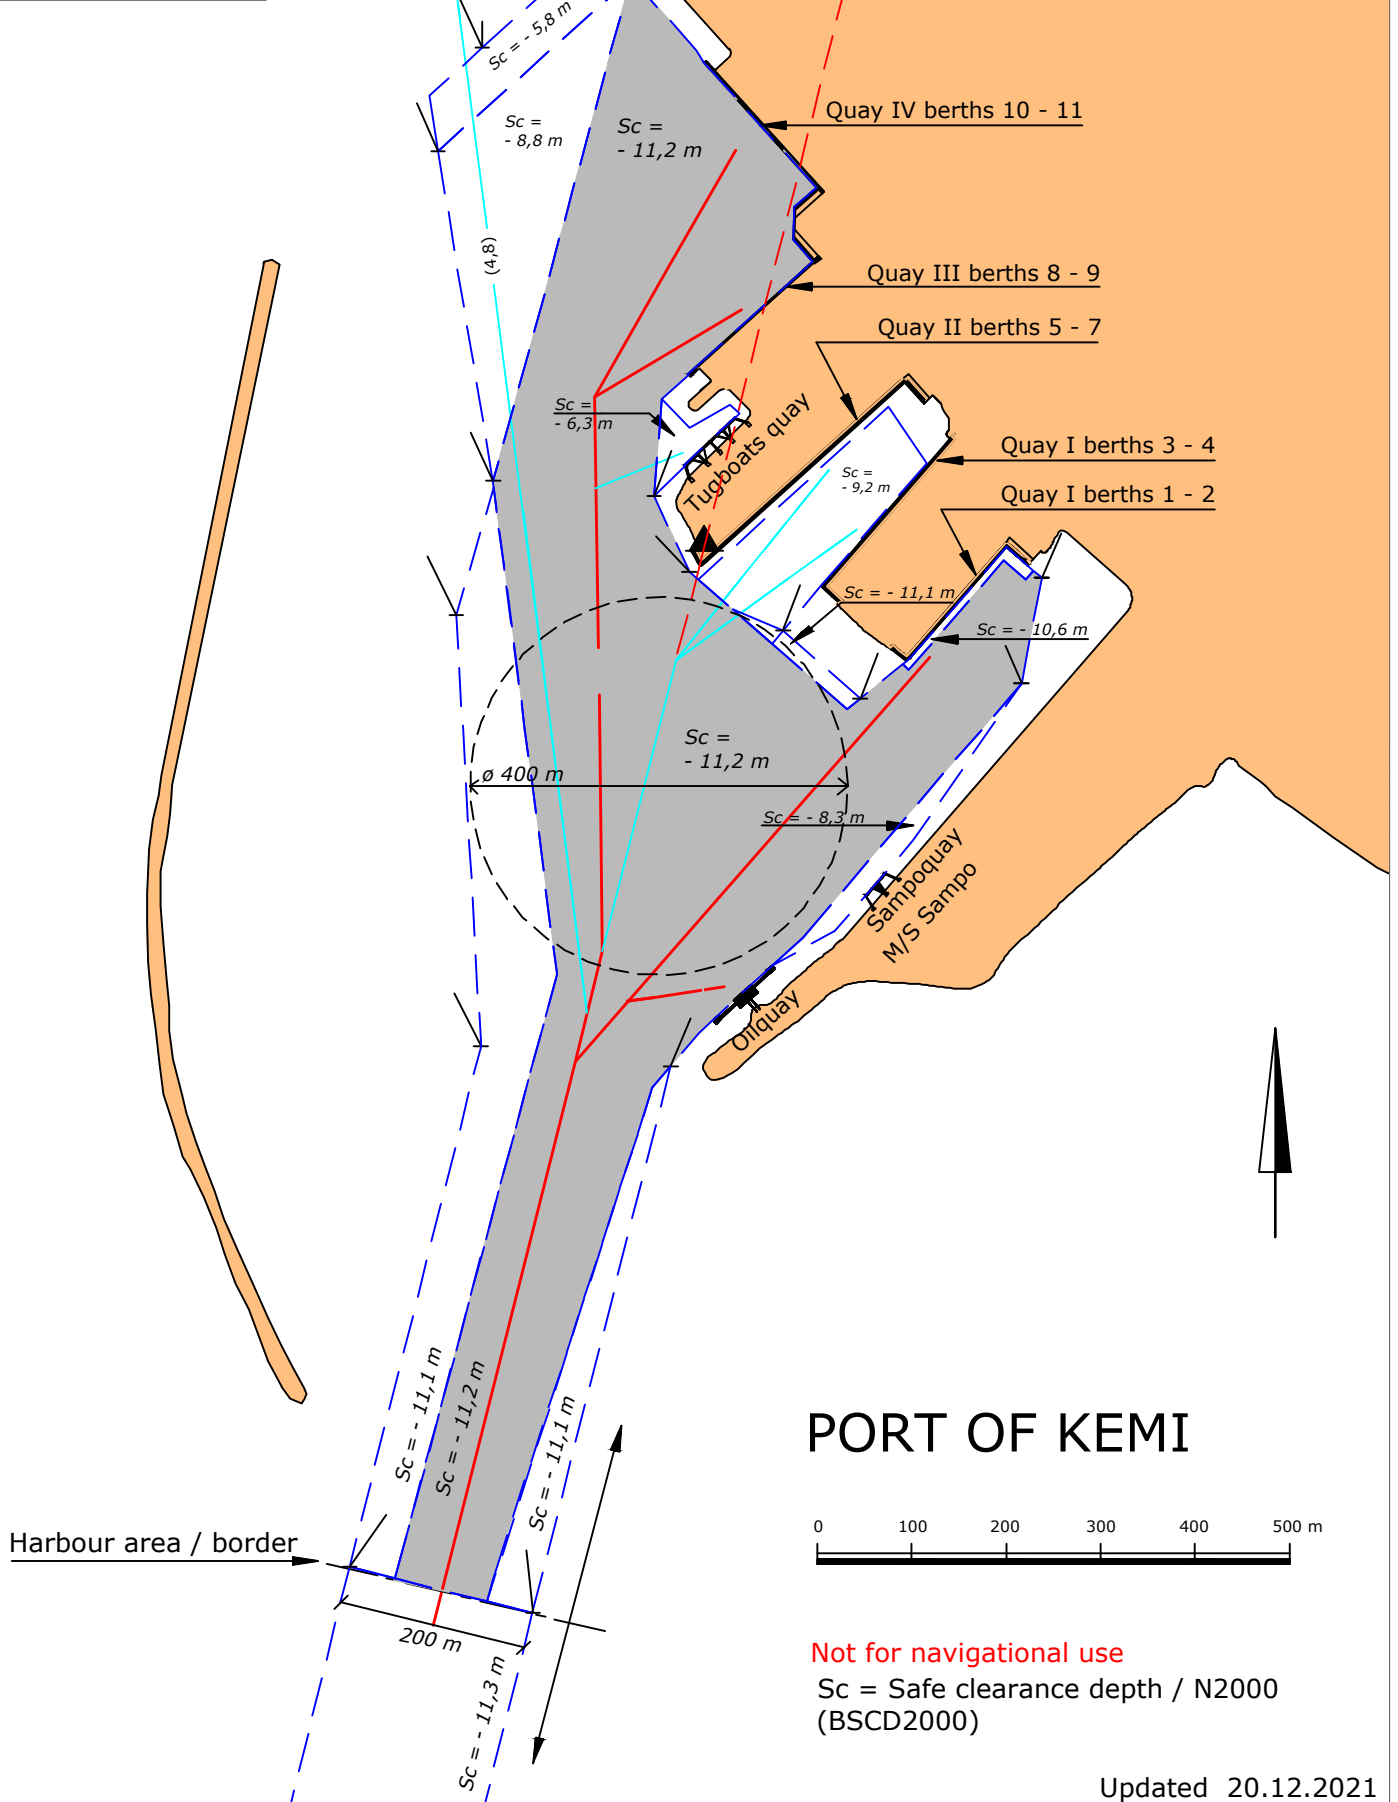 Sc = - 5,8 m
Quay IV berths 10 - 11
Sc =
- 8,8 m
Sc =
- 11,2 m
(4,8)
Quay III berths 8 - 9
Quay II berths 5 - 7
Sc =
- 6,3 m
Tugboats quay
Quay I berths 3 - 4
Sc =
- 9,2 m
Quay I berths 1 - 2
Sc = - 11,1 m
Sc = - 10,6 m
Sc =
- 11,2 m
ø 400 m
Sc = - 8,3 m
Sampoquay
M/S Sampo
Oilquay
Sc = - 11,1 m
Sc = - 11,2 m
Sc = - 11,1 m
PORT OF KEMI
0 100 200 300 400 500 m
Harbour area / border
200 m
Sc = - 11,3 m
Not for navigational use
Sc = Safe clearance depth / N2000
(BSCD2000)
Updated 20.12.2021